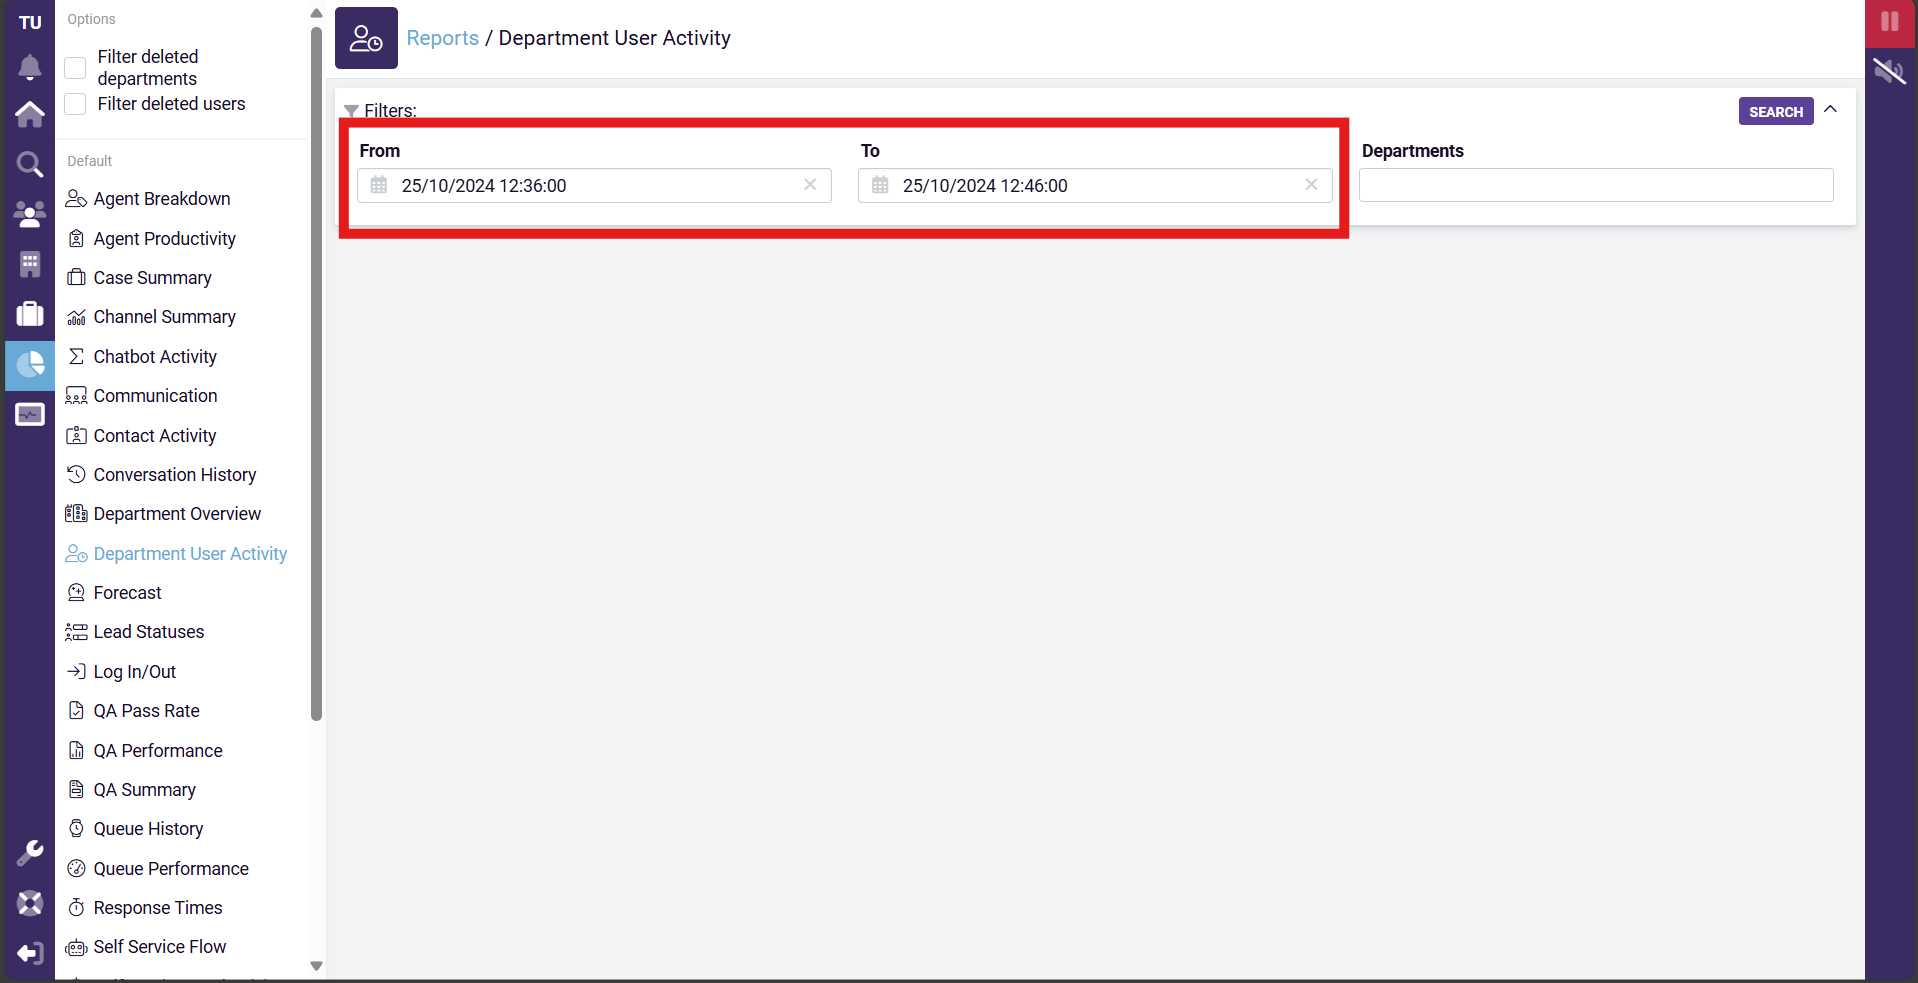 TU
Options
Filter deleted
departments
Filter deleted users
Default
Agent Breakdown
Agent Productivity
Case Summary
Channel Summary
Chatbot Activity
Communication
Contact Activity
Conversation History
Department Overview
Department User Activity
Forecast
Lead Statuses
Log In/Out
QA Pass Rate
QA Performance
QA Summary
Queue History
Queue Performance
Response Times
Self Service Flow
Reports / Department User Activity
Filters:
SEARCH
From
To
Departments
25/10/2024 12:36:00
25/10/2024 12:46:00